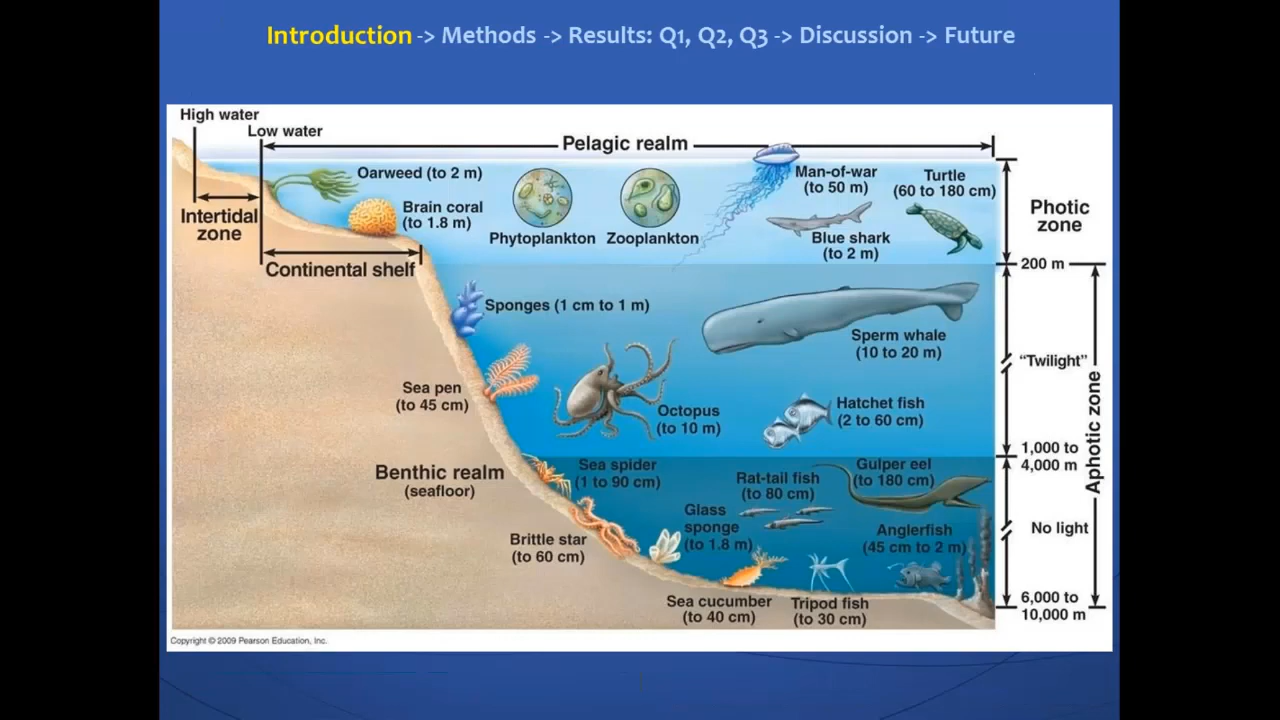 Introduction -> Methods -> Results: Q1, Q2, Q3 -> Discussion -> Future
High water
Low water
Pelagic realm
Oarweed (to 2 m)
Man-of-war
(to 50 m)
Turtle
(60 to 180 cm)
Intertidal
zone
Brain coral
(to 1.8 m)
Phytoplankton
Zooplankton
Blue shark
(to 2 m)
Photic
zone
Continental shelf
200 m
Sponges (1 cm to 1 m)
Sperm whale
(10 to 20 m)
"Twilight"
Sea pen
(to 45 cm)
Octopus
(to 10 m)
Hatchet fish
(2 to 60 cm)
Aphotic zone
1,000 to
4,000 m
Benthic realm
(seafloor)
Sea spider
(1 to 90 cm)
Rat-tail fish
(to 80 cm)
Gulper eel
(to 180 cm)
Glass
sponge
(to 1.8 m)
Brittle star
(to 60 cm)
Anglerfish
(45 cm to 2 m)
No light
Sea cucumber
(to 40 cm)
Tripod fish
(to 30 cm)
6,000 to
10,000 m
Copyright © 2009 Pearson Education, Inc.